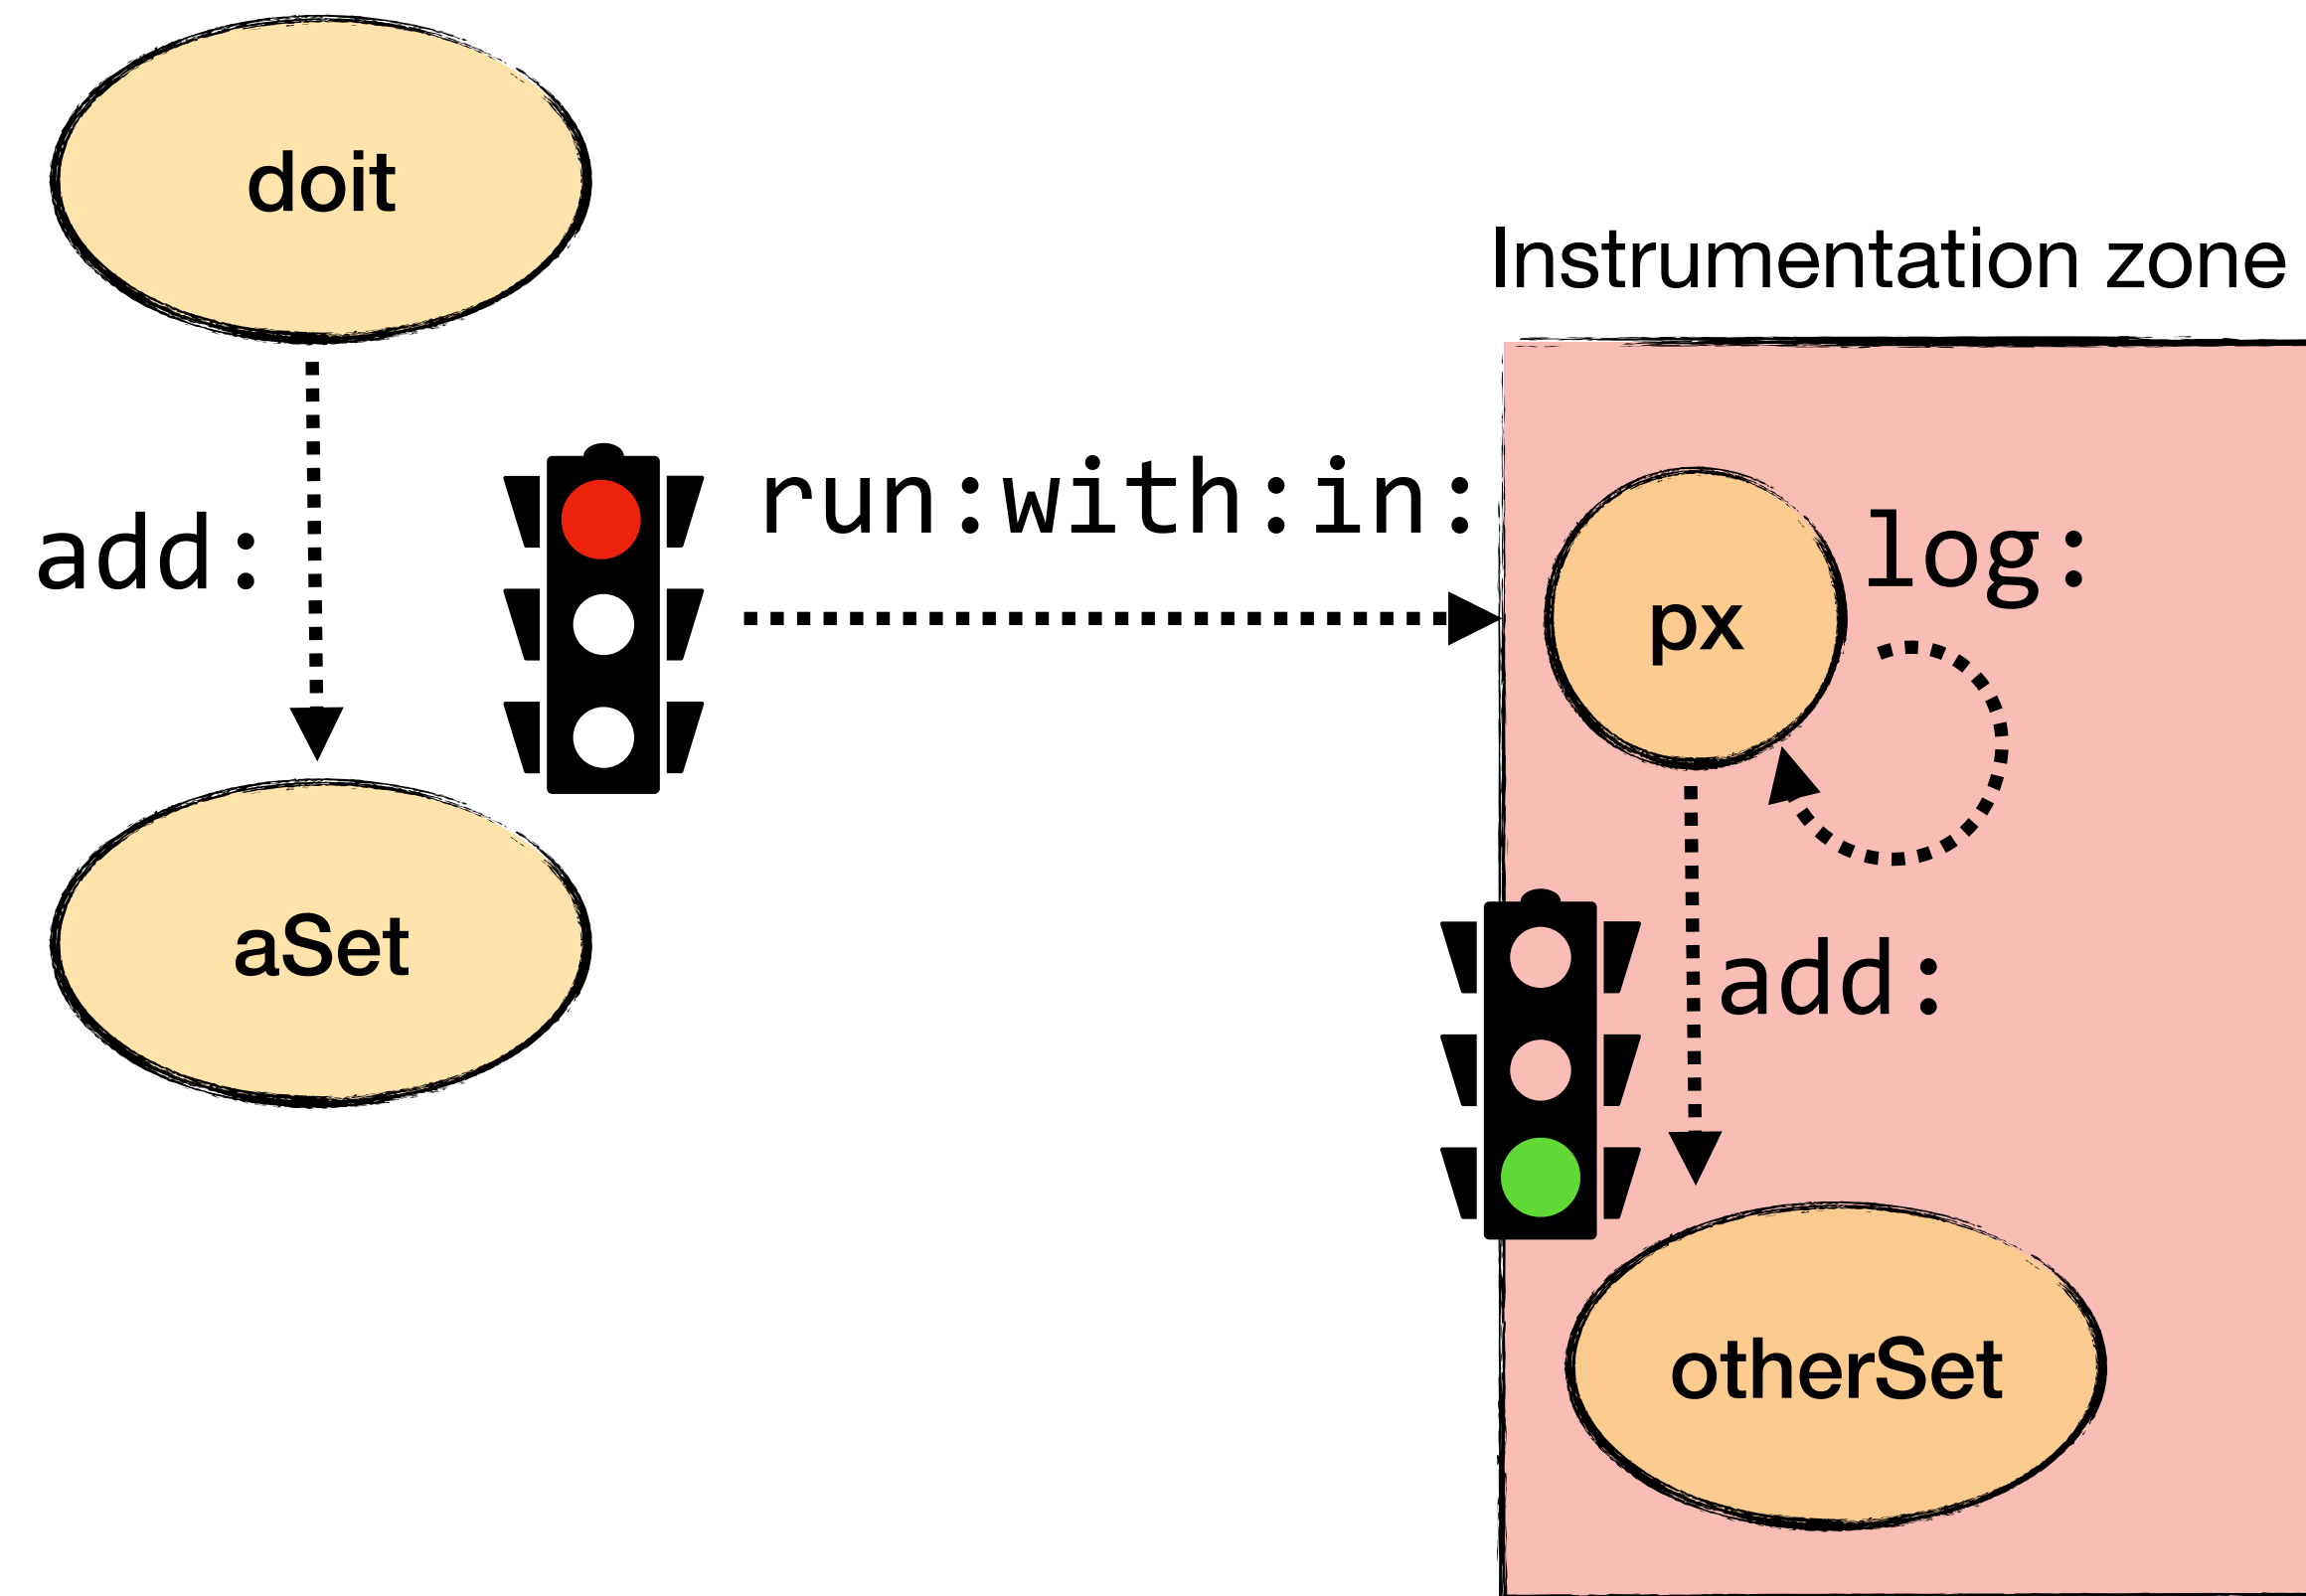 doit
Instrumentation zone
add:
run:with:in:
px
log:
aSet
add:
otherSet